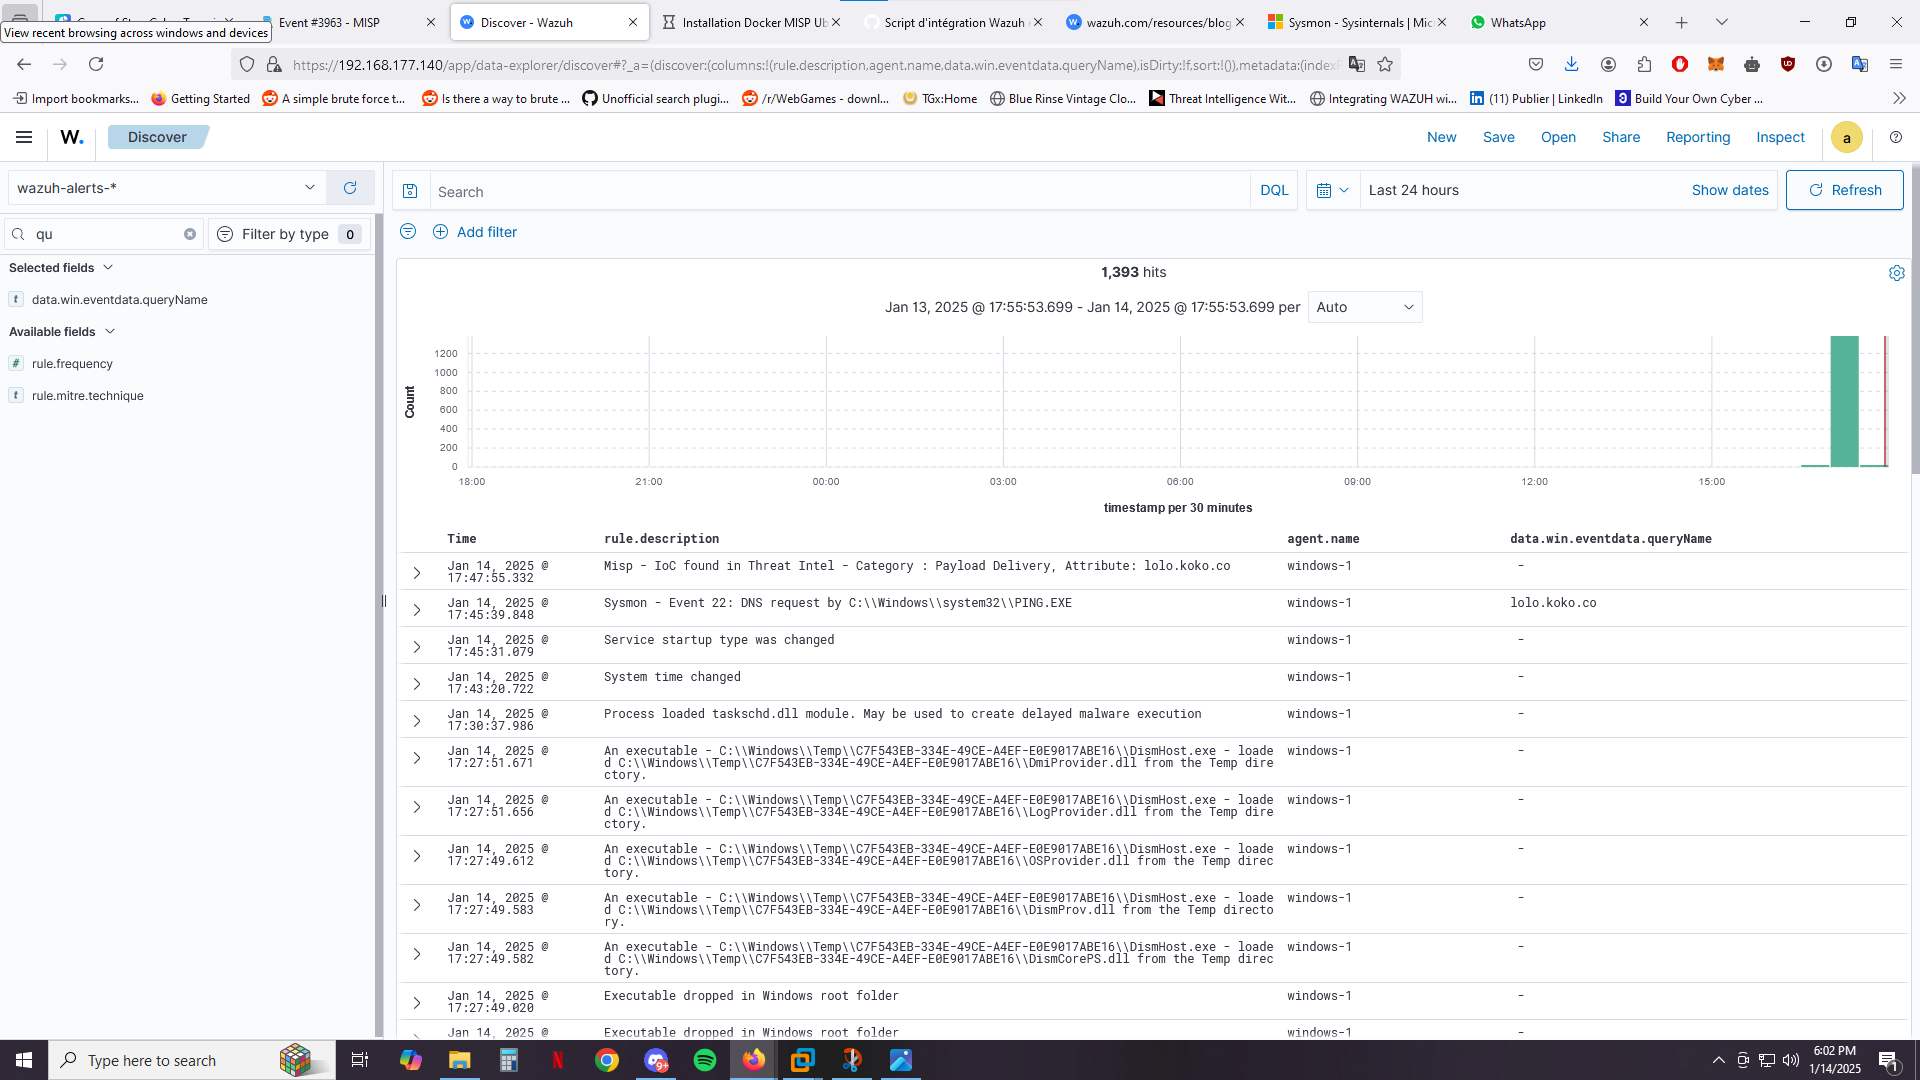 View recent browsing across windows and devices
Event #3963 - MISP
Discover - Wazuh
Installation Docker MISP Ub
Script d'intégration Wazuh
wazuh.com/resources/blog
Sysmon - Sysinternals | Mic
WhatsApp
https://192.168.177.140/app/data-explorer/discover#?_a=(discover:(columns:!(rule.description,agent.name,data.win.eventdata.queryName),isDirty:!f,sort:!()),metadata:(index
Import bookmarks...
Getting Started
A simple brute force t...
Is there a way to brute ...
Unofficial search plugi...
/r/WebGames - downl...
TGx:Home
Blue Rinse Vintage Clo...
Threat Intelligence Wit...
Integrating WAZUH wi...
(11) Publier | LinkedIn
Build Your Own Cyber ...
W.
Discover
New
Save
Open
Share
Reporting
Inspect
a
wazuh-alerts-*
Search
DQL
Last 24 hours
Show dates
Refresh
qu
Filter by type 0
Add filter
Selected fields
t data.win.eventdata.queryName
Available fields
# rule.frequency
t rule.mitre.technique
1,393 hits
Jan 13, 2025 @ 17:55:53.699 - Jan 14, 2025 @ 17:55:53.699 per
Auto
Count
1200
1000
800
600
400
200
0
18:00 21:00 00:00 03:00 06:00 09:00 12:00 15:00
timestamp per 30 minutes
Time rule.description agent.name data.win.eventdata.queryName
Jan 14, 2025 @ 17:47:55.332 Misp - IoC found in Threat Intel - Category : Payload Delivery, Attribute: lolo.koko.co windows-1 -
Jan 14, 2025 @ 17:45:39.848 Sysmon - Event 22: DNS request by C:\\Windows\\system32\\PING.EXE windows-1 lolo.koko.co
Jan 14, 2025 @ 17:45:31.079 Service startup type was changed windows-1 -
Jan 14, 2025 @ 17:43:20.722 System time changed windows-1 -
Jan 14, 2025 @ 17:30:37.986 Process loaded taskschd.dll module. May be used to create delayed malware execution windows-1 -
Jan 14, 2025 @ 17:27:51.671 An executable - C:\\Windows\\Temp\\C7F543EB-334E-49CE-A4EF-E0E9017ABE16\\DismHost.exe - loaded C:\\Windows\\Temp\\C7F543EB-334E-49CE-A4EF-E0E9017ABE16\\DmiProvider.dll from the Temp directory. windows-1 -
Jan 14, 2025 @ 17:27:51.656 An executable - C:\\Windows\\Temp\\C7F543EB-334E-49CE-A4EF-E0E9017ABE16\\DismHost.exe - loaded C:\\Windows\\Temp\\C7F543EB-334E-49CE-A4EF-E0E9017ABE16\\LogProvider.dll from the Temp directory. windows-1 -
Jan 14, 2025 @ 17:27:49.612 An executable - C:\\Windows\\Temp\\C7F543EB-334E-49CE-A4EF-E0E9017ABE16\\DismHost.exe - loaded C:\\Windows\\Temp\\C7F543EB-334E-49CE-A4EF-E0E9017ABE16\\OSProvider.dll from the Temp directory. windows-1 -
Jan 14, 2025 @ 17:27:49.583 An executable - C:\\Windows\\Temp\\C7F543EB-334E-49CE-A4EF-E0E9017ABE16\\DismHost.exe - loaded C:\\Windows\\Temp\\C7F543EB-334E-49CE-A4EF-E0E9017ABE16\\DismProv.dll from the Temp directory. windows-1 -
Jan 14, 2025 @ 17:27:49.582 An executable - C:\\Windows\\Temp\\C7F543EB-334E-49CE-A4EF-E0E9017ABE16\\DismHost.exe - loaded C:\\Windows\\Temp\\C7F543EB-334E-49CE-A4EF-E0E9017ABE16\\DismCorePS.dll from the Temp directory. windows-1 -
Jan 14, 2025 @ 17:27:49.020 Executable dropped in Windows root folder windows-1 -
Jan 14, 2025 @ Executable dropped in Windows root folder windows-1 -
Type here to search
9+
6:02 PM
1/14/2025
1